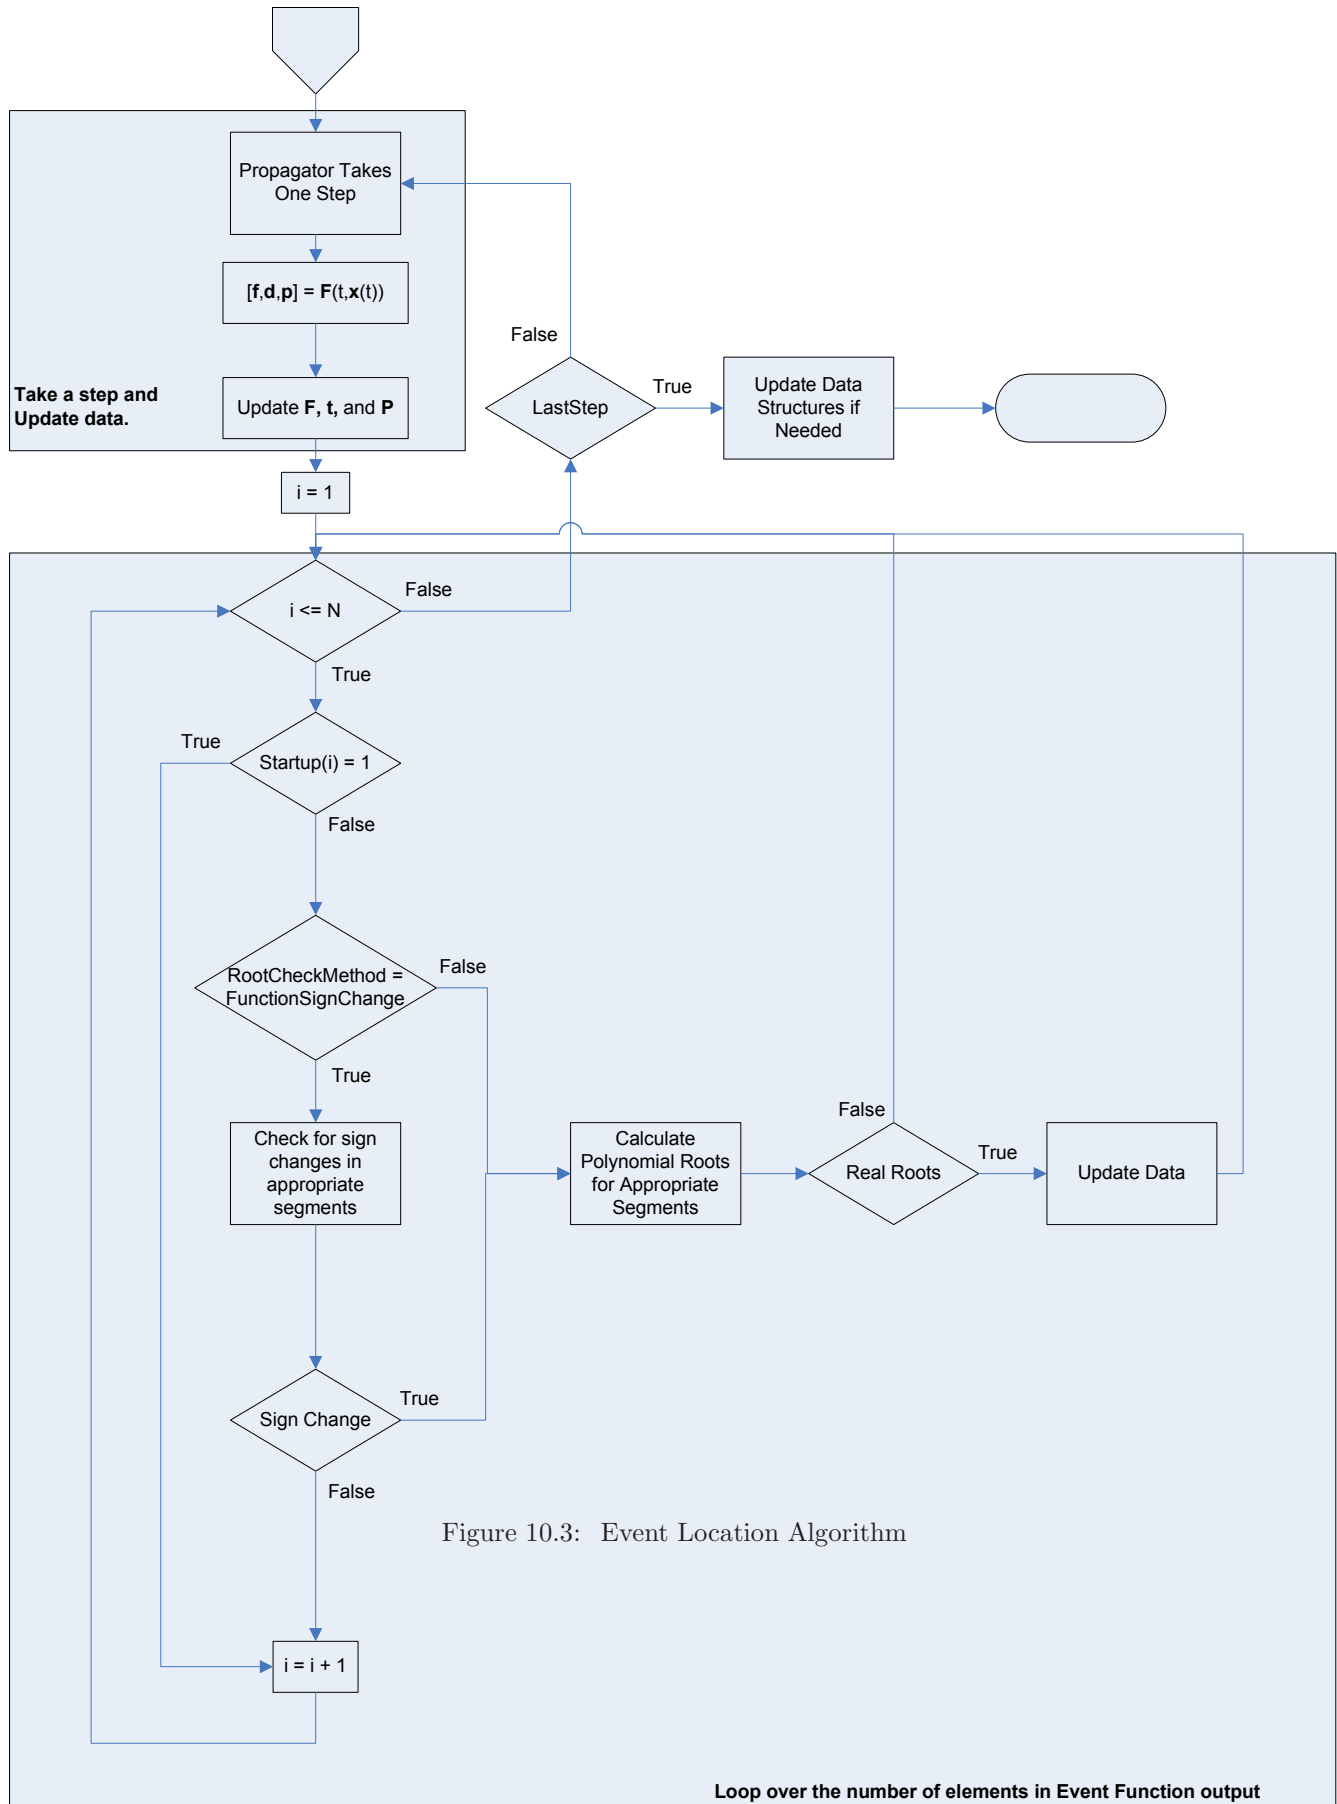 Propagator Takes
One Step
[f,d,p] = F(t,x(t))
Take a step and
Update data.
Update F, t, and P
False
LastStep
True
Update Data
Structures if
Needed
i = 1
i <= N
False
True
True
Startup(i) = 1
False
RootCheckMethod =
FunctionSignChange
False
True
Check for sign
changes in
appropriate
segments
Calculate
Polynomial Roots
for Appropriate
Segments
False
Real Roots
True
Update Data
Sign Change
True
False
Figure 10.3: Event Location Algorithm
i = i + 1
Loop over the number of elements in Event Function output